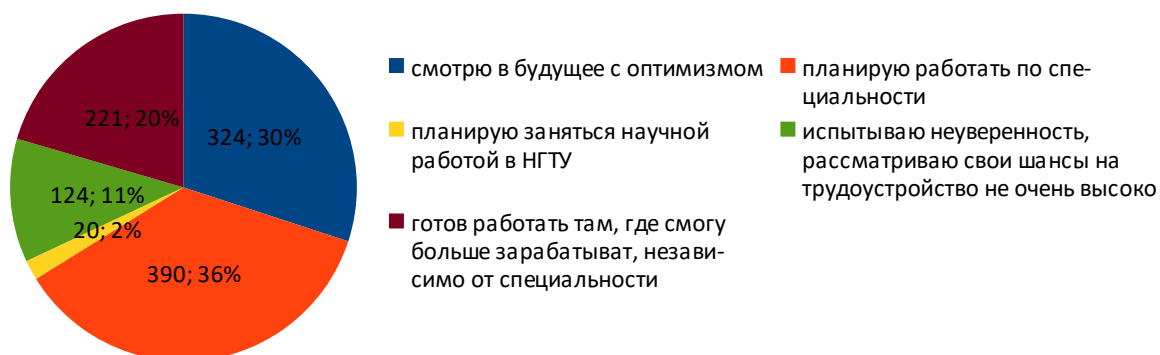 221; 20%
324; 30%
124; 11%
20; 2%
390; 36%
смотрю в будущее с оптимизмом
планирую работать по спе-
циальности
планирую заняться научной
работой в НГТУ
испытываю неуверенность,
рассматриваю свои шансы на
трудоустройство не очень высоко
готов работать там, где смогу
больше зарабатыват, незави-
симо от специальности